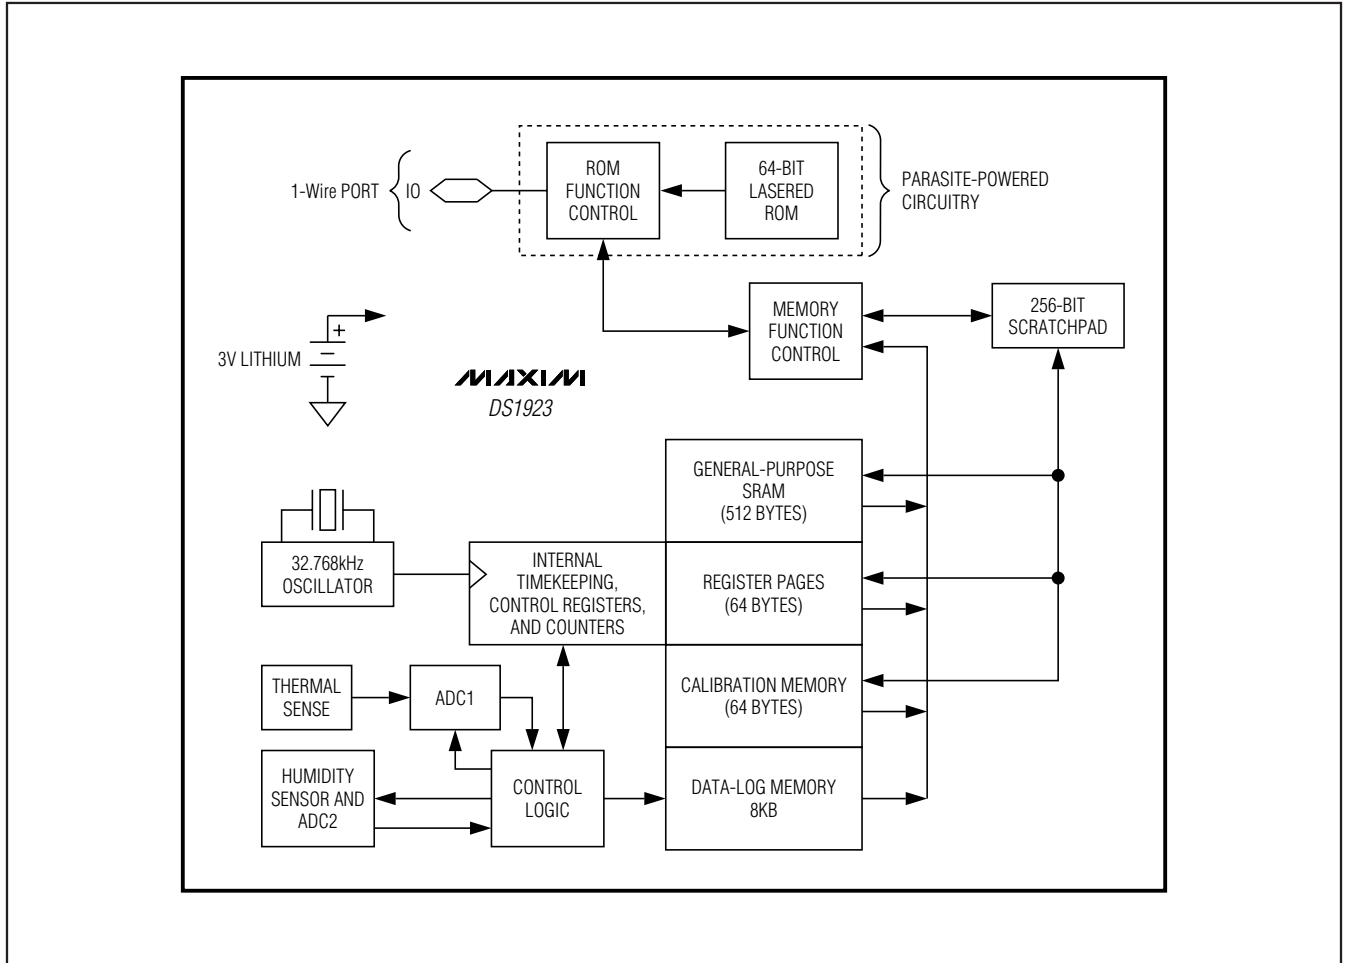 ROM
FUNCTION
CONTROL
64-BIT
LASERED
ROM
1-Wire PORT
IO
PARASITE-POWERED
CIRCUITRY
MEMORY
FUNCTION
CONTROL
256-BIT
SCRATCHPAD
+
3V LITHIUM
MAXIM
DS1923
GENERAL-PURPOSE
SRAM
(512 BYTES)
32.768kHz
OSCILLATOR
INTERNAL
TIMEKEEPING,
CONTROL REGISTERS,
AND COUNTERS
REGISTER PAGES
(64 BYTES)
THERMAL
SENSE
ADC1
CALIBRATION MEMORY
(64 BYTES)
HUMIDITY
SENSOR AND
ADC2
CONTROL
LOGIC
DATA-LOG MEMORY
8KB